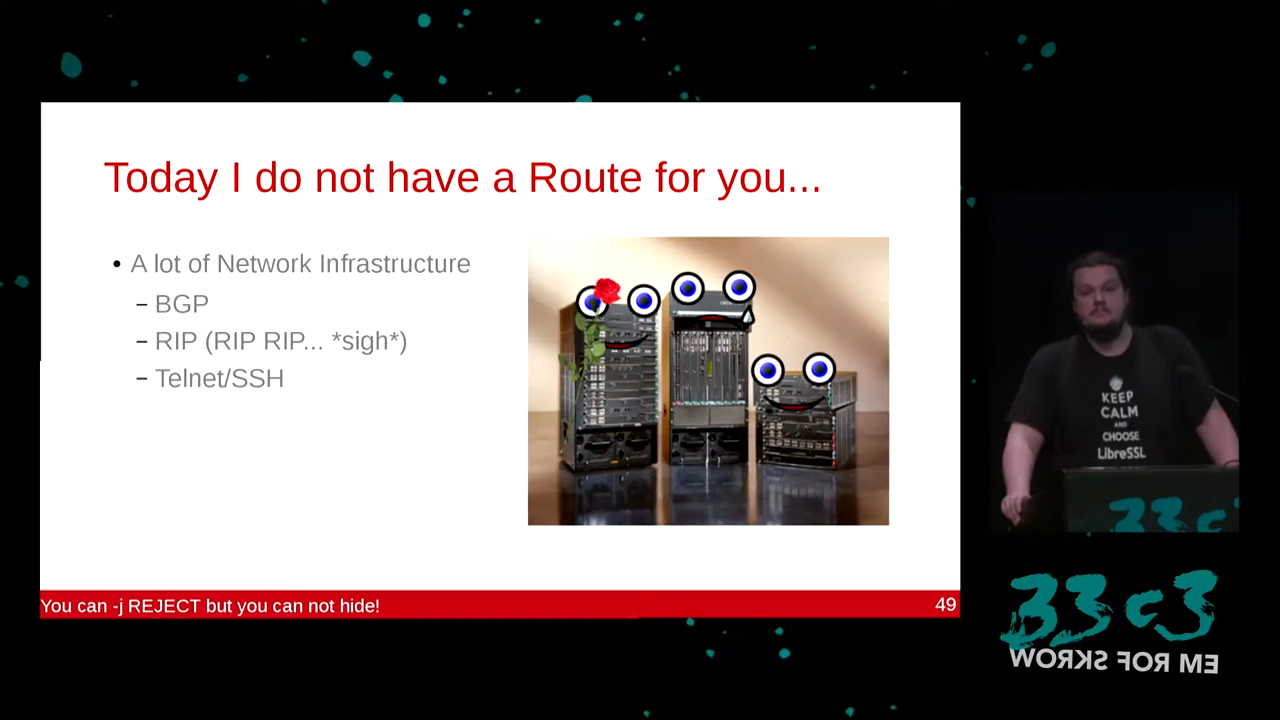 Today I do not have a Route for you...
• A lot of Network Infrastructure
– BGP
– RIP (RIP RIP... *sigh*)
– Telnet/SSH
You can -j REJECT but you can not hide!
49
KEEP
CALM
AND
CHOOSE
LibreSSL
33c3
33c3
WORKS FOR ME